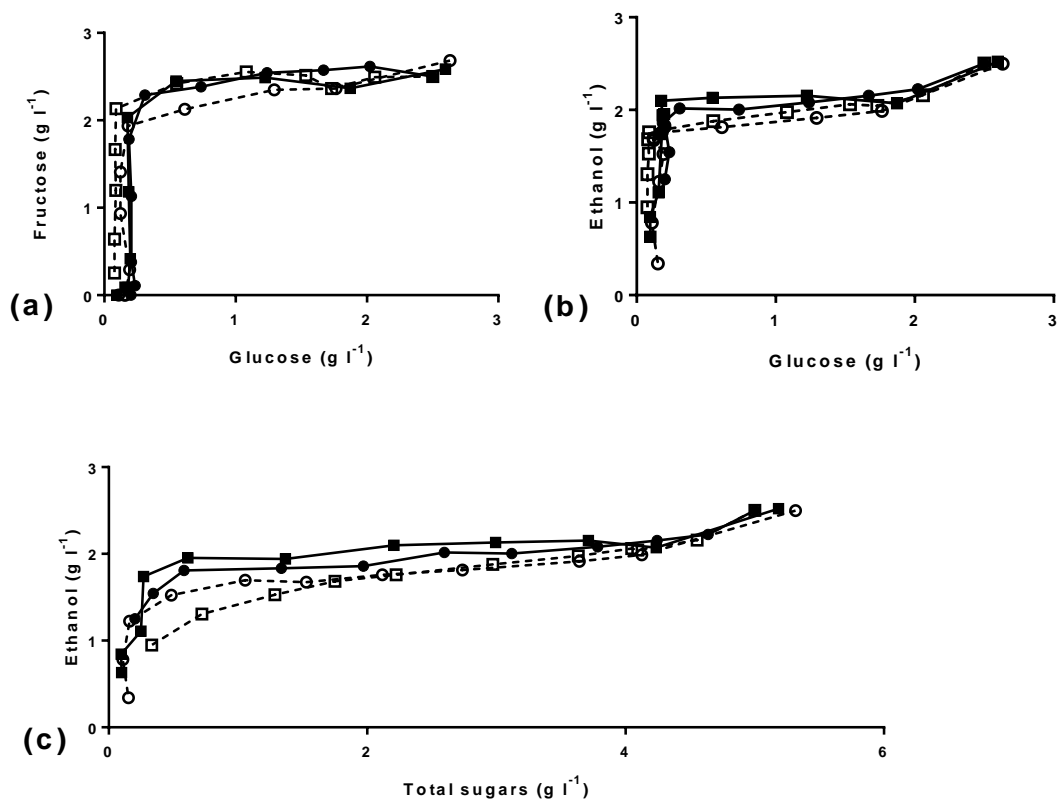 3
2
1
0
Fructose (g l⁻¹)
0
1
2
3
Glucose (g l⁻¹)
(a)
3
2
1
0
Ethanol (g l⁻¹)
0
1
2
3
Glucose (g l⁻¹)
(b)
3
2
1
0
Ethanol (g l⁻¹)
0
2
4
6
Total sugars (g l⁻¹)
(c)